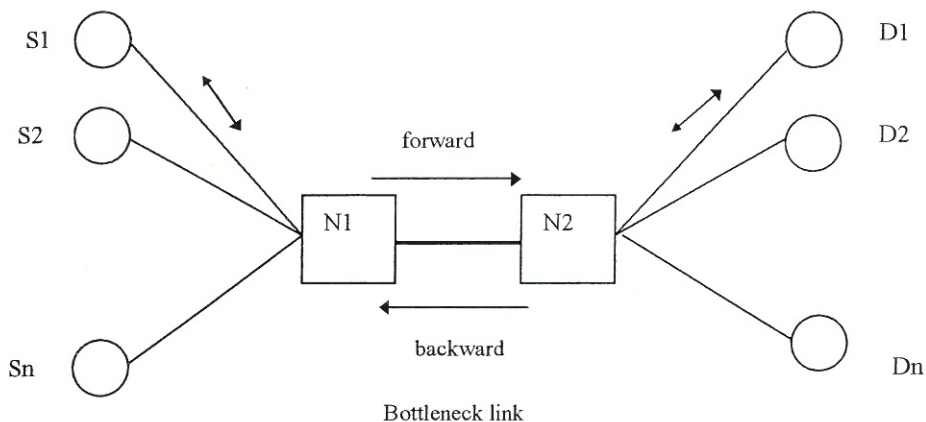 S1
D1
S2
D2
forward
N1
N2
backward
Sn
Dn
Bottleneck link